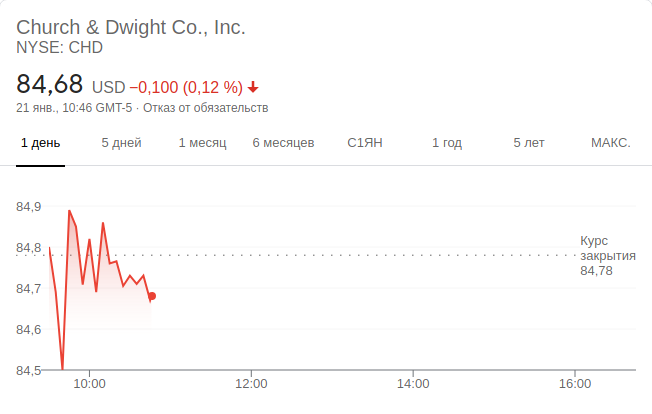 Church & Dwight Co., Inc.
NYSE: CHD
84,68 USD −0,100 (0,12 %)
21 янв., 10:46 GMT-5 · Отказ от обязательств
1 день 5 дней 1 месяц 6 месяцев С1ЯН 1 год 5 лет МАКС.
84,9
84,8
84,7
84,6
84,5
Курс
закрытия
84,78
10:00 12:00 14:00 16:00